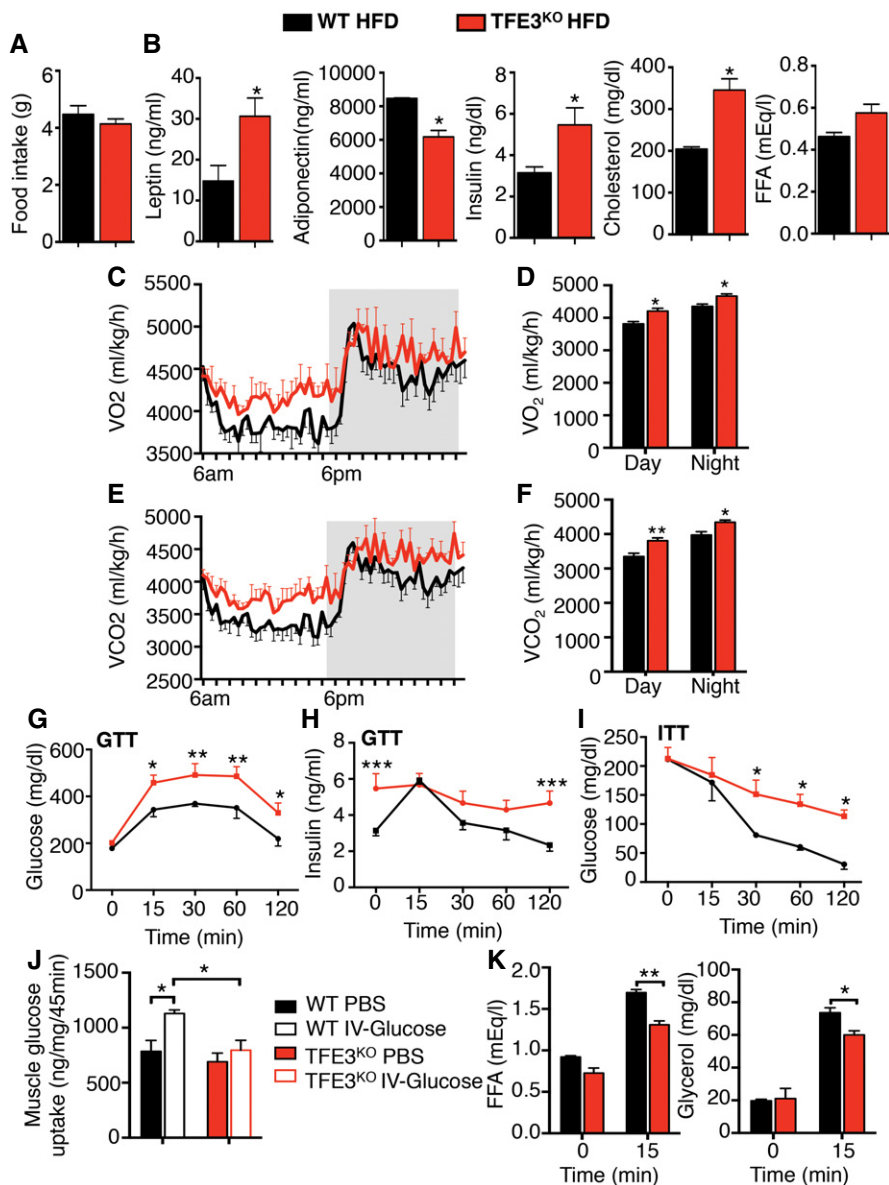 WT HFD TFE3KO HFD
A
Food intake (g)
6
4
2
0
B
Leptin (ng/ml)
40
30
20
10
0
*
Adiponectin(ng/ml)
10000
8000
6000
4000
2000
0
*
Insulin (ng/dl)
8
6
4
2
0
*
Cholesterol (mg/dl)
400
300
200
100
0
*
FFA (mEq/l)
0.8
0.6
0.4
0.2
0.0
C
VO2 (ml/kg/h)
5500
5000
4500
4000
3500
6am 6pm
D
VO2 (ml/kg/h)
5000
4000
3000
2000
1000
0
* *
Day Night
E
VCO2 (ml/kg/h)
5000
4500
4000
3500
3000
2500
6am 6pm
F
VCO2 (ml/kg/h)
5000
4000
3000
2000
1000
0
** *
Day Night
G
GTT
Glucose (mg/dl)
600
400
200
0
* ** ** *
0 15 30 60 120
Time (min)
H
GTT
Insulin (ng/ml)
8
6
4
2
0
*** ***
0 15 30 60 120
Time (min)
I
ITT
Glucose (mg/dl)
250
200
150
100
50
0
* * *
0 15 30 60 120
Time (min)
J
Muscle glucose
uptake (ng/mg/45min)
1500
1000
500
0
* *
WT PBS
WT IV-Glucose
TFE3KO PBS
TFE3KO IV-Glucose
K
FFA (mEq/l)
2.0
1.5
1.0
0.5
0.0
**
0 15
Time (min)
Glycerol (mg/dl)
100
80
60
40
20
0
*
0 15
Time (min)